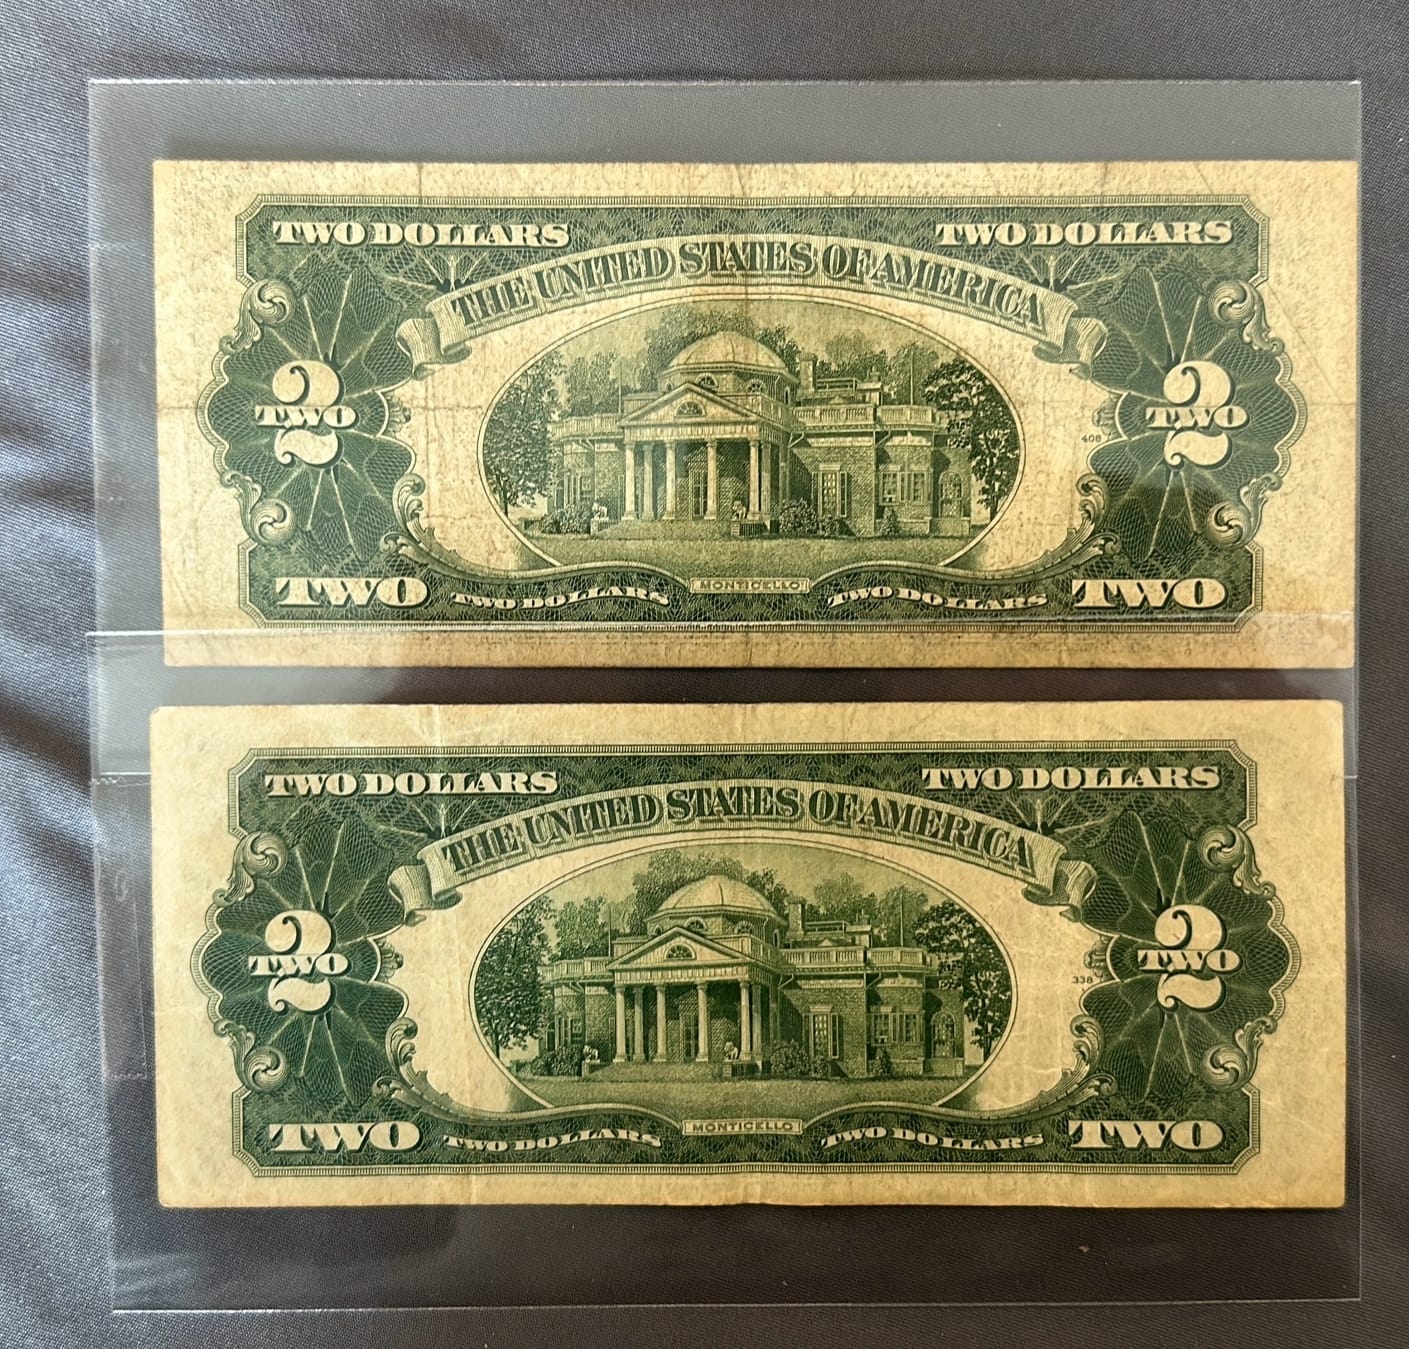 TWO DOLLARS TWO DOLLARS
THE UNITED STATES OF AMERICA
2 2
TWO TWO
408
MONTICELLO
TWO TWO DOLLARS TWO DOLLARS TWO
TWO DOLLARS TWO DOLLARS
THE UNITED STATES OF AMERICA
2 2
TWO TWO
338
MONTICELLO
TWO TWO DOLLARS TWO DOLLARS TWO